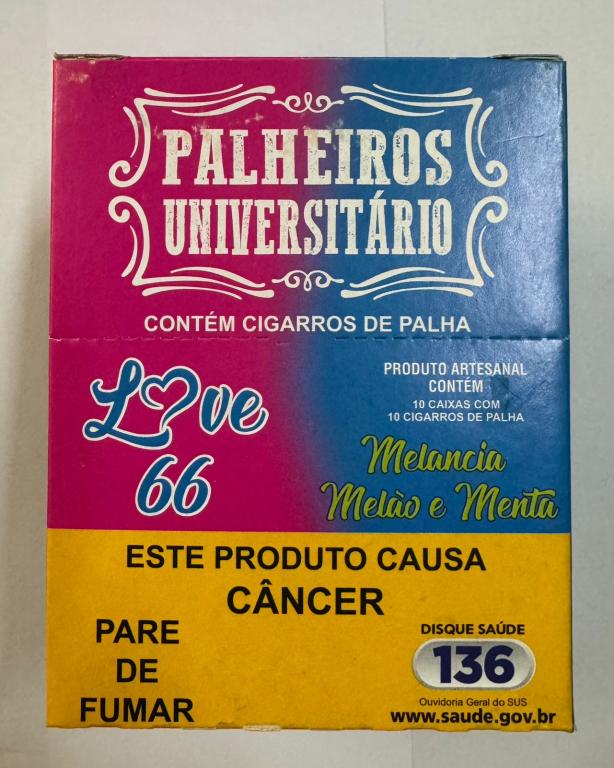 PALHEIROS
UNIVERSITÁRIO
CONTÉM CIGARROS DE PALHA
Love
66
PRODUTO ARTESANAL
CONTÉM
10 CAIXAS COM
10 CIGARROS DE PALHA
Melancia
Melão e Menta
ESTE PRODUTO CAUSA
CÂNCER
PARE
DE
FUMAR
DISQUE SAÚDE
136
Ouvidoria Geral do SUS
www.saude.gov.br